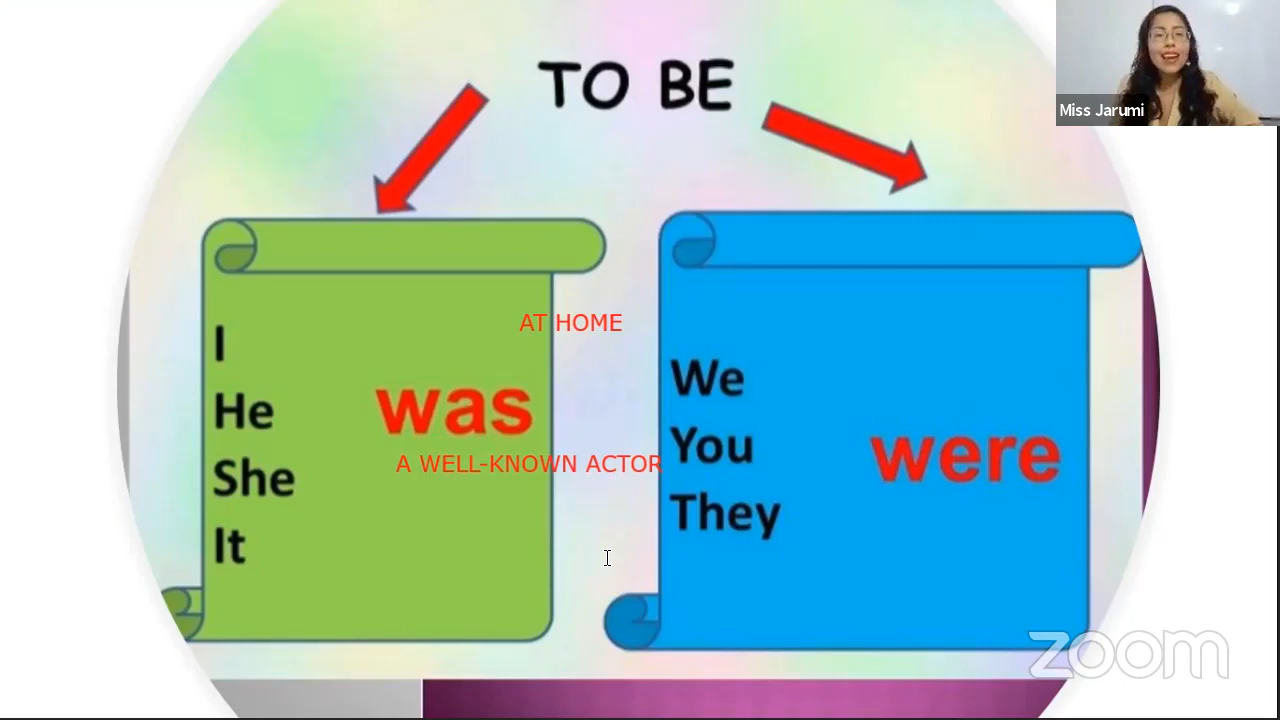 TO BE
Miss Jarumi
I
He
She
It
was
AT HOME
A WELL-KNOWN ACTOR
We
You
They
were
zoom